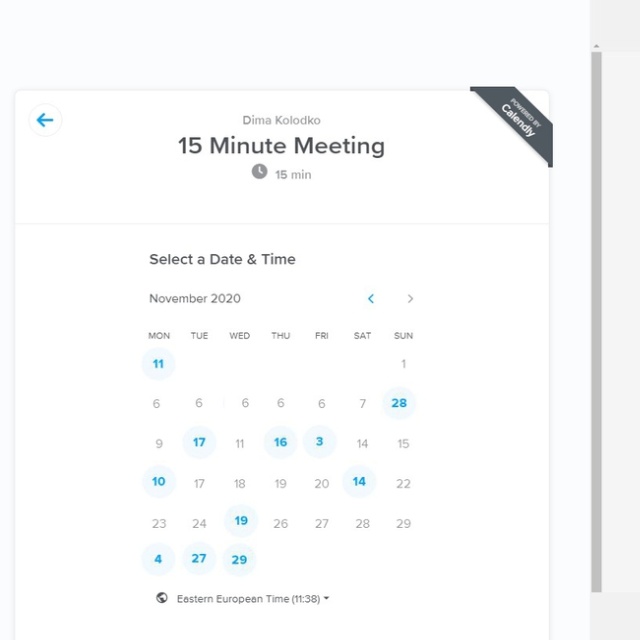 POWERED BY
Calendly
Dima Kolodko
15 Minute Meeting
15 min
Select a Date & Time
November 2020
MON TUE WED THU FRI SAT SUN
11 1
6 6 6 6 6 7 28
9 17 11 16 3 14 15
10 17 18 19 20 14 22
23 24 19 26 27 28 29
4 27 29
Eastern European Time (11:38)